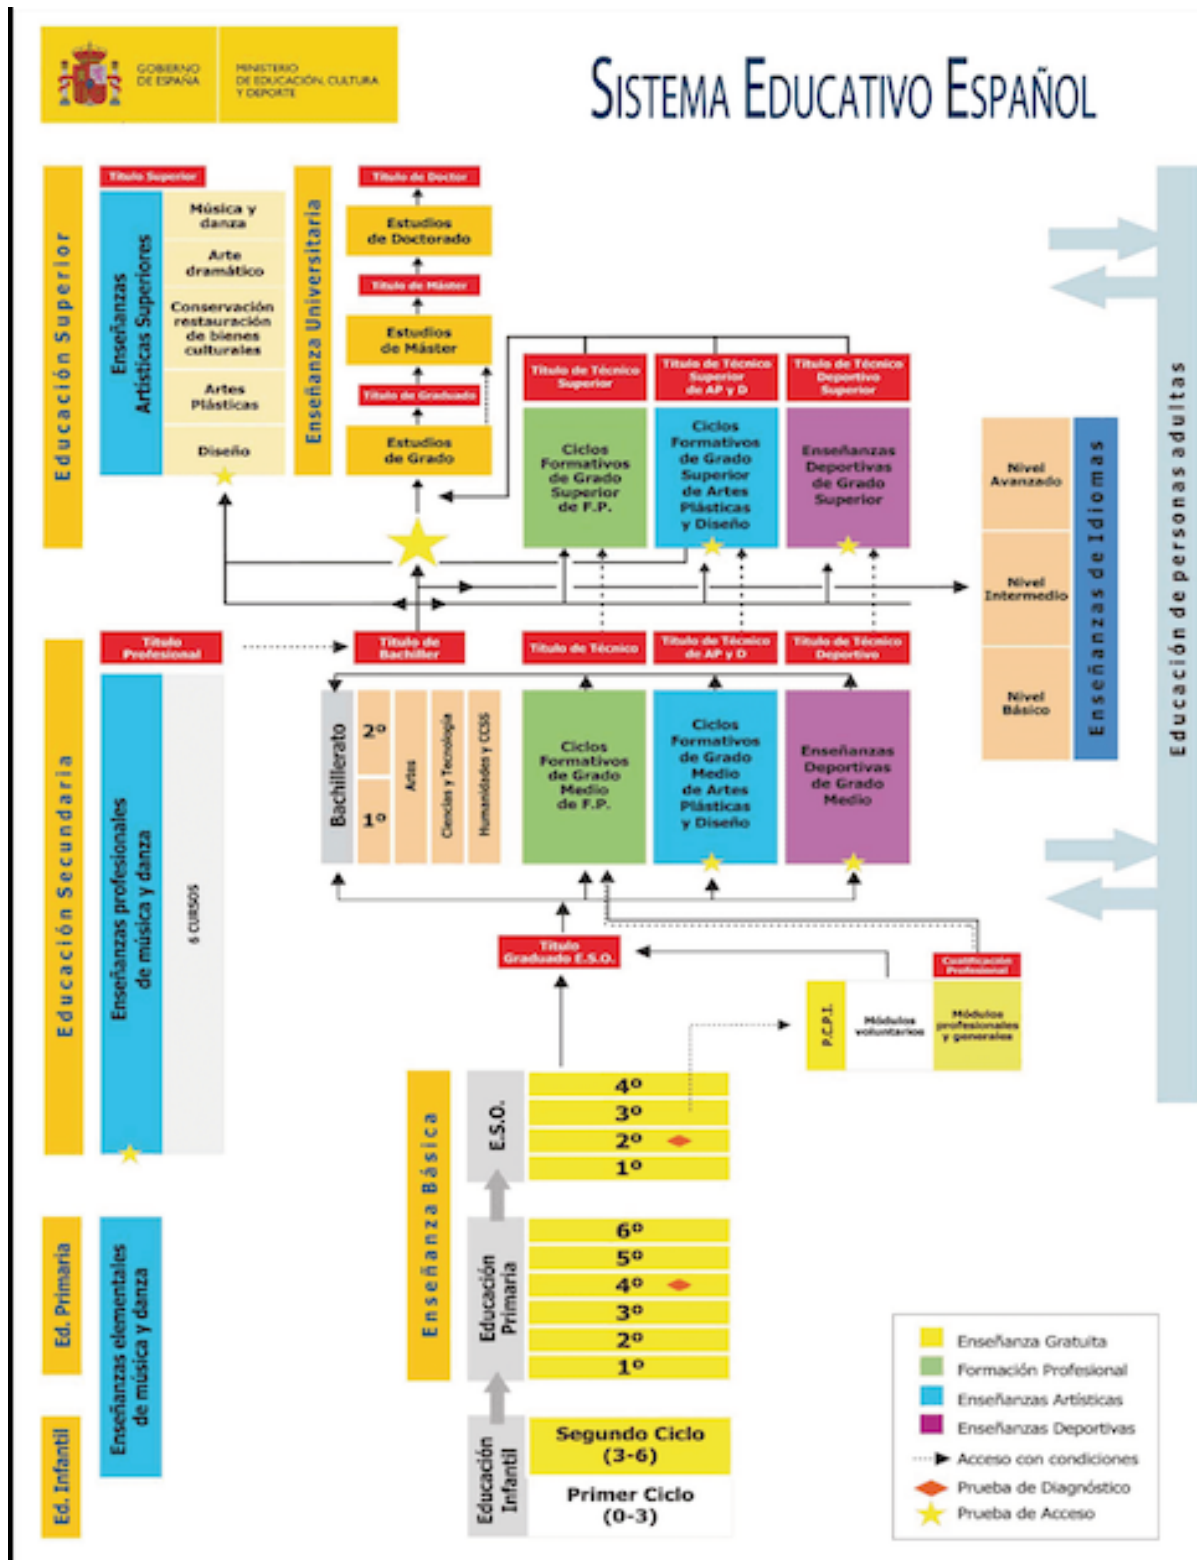 GOBIERNO
DE ESPAÑA
MINISTERIO
DE EDUCACIÓN, CULTURA
Y DEPORTE
SISTEMA EDUCATIVO ESPAÑOL
Educación Superior
Título Superior
Enseñanzas
Artísticas Superiores
Música y
danza
Arte
dramático
Conservación
restauración
de bienes
culturales
Artes
Plásticas
Diseño
Enseñanza Universitaria
Título de Doctor
Estudios
de Doctorado
Título de Máster
Estudios
de Máster
Título de Graduado
Estudios
de Grado
Título de Técnico
Superior
Ciclos
Formativos
de Grado
Superior
de F.P.
Título de Técnico
Superior
de AP y D
Ciclos
Formativos
de Grado
Superior
de Artes
Plásticas
y Diseño
Título de Técnico
Deportivo
Superior
Enseñanzas
Deportivas
de Grado
Superior
Nivel
Avanzado
Nivel
Intermedio
Nivel
Básico
Enseñanzas de Idiomas
Educación de personas adultas
Educación Secundaria
Título
Profesional
Enseñanzas profesionales
de música y danza
6 CURSOS
Título de
Bachiller
Bachillerato
2º
1º
Artes
Ciencias y Tecnología
Humanidades y CCSS
Título de Técnico
Ciclos
Formativos
de Grado
Medio
de F.P.
Título de Técnico
de AP y D
Ciclos
Formativos
de Grado
Medio
de Artes
Plásticas
y Diseño
Título de Técnico
Deportivo
Enseñanzas
Deportivas
de Grado
Medio
Título
Graduado E.S.O.
Cualificación
Profesional
P.C.P.I.
Módulos
voluntarios
Módulos
profesionales
y generales
Enseñanza Básica
E.S.O.
4º
3º
2º
1º
Ed. Primaria
Enseñanzas elementales
de música y danza
Educación
Primaria
6º
5º
4º
3º
2º
1º
Ed. Infantil
Educación
Infantil
Segundo Ciclo
(3-6)
Primer Ciclo
(0-3)
Enseñanza Gratuita
Formación Profesional
Enseñanzas Artísticas
Enseñanzas Deportivas
Acceso con condiciones
Prueba de Diagnóstico
Prueba de Acceso